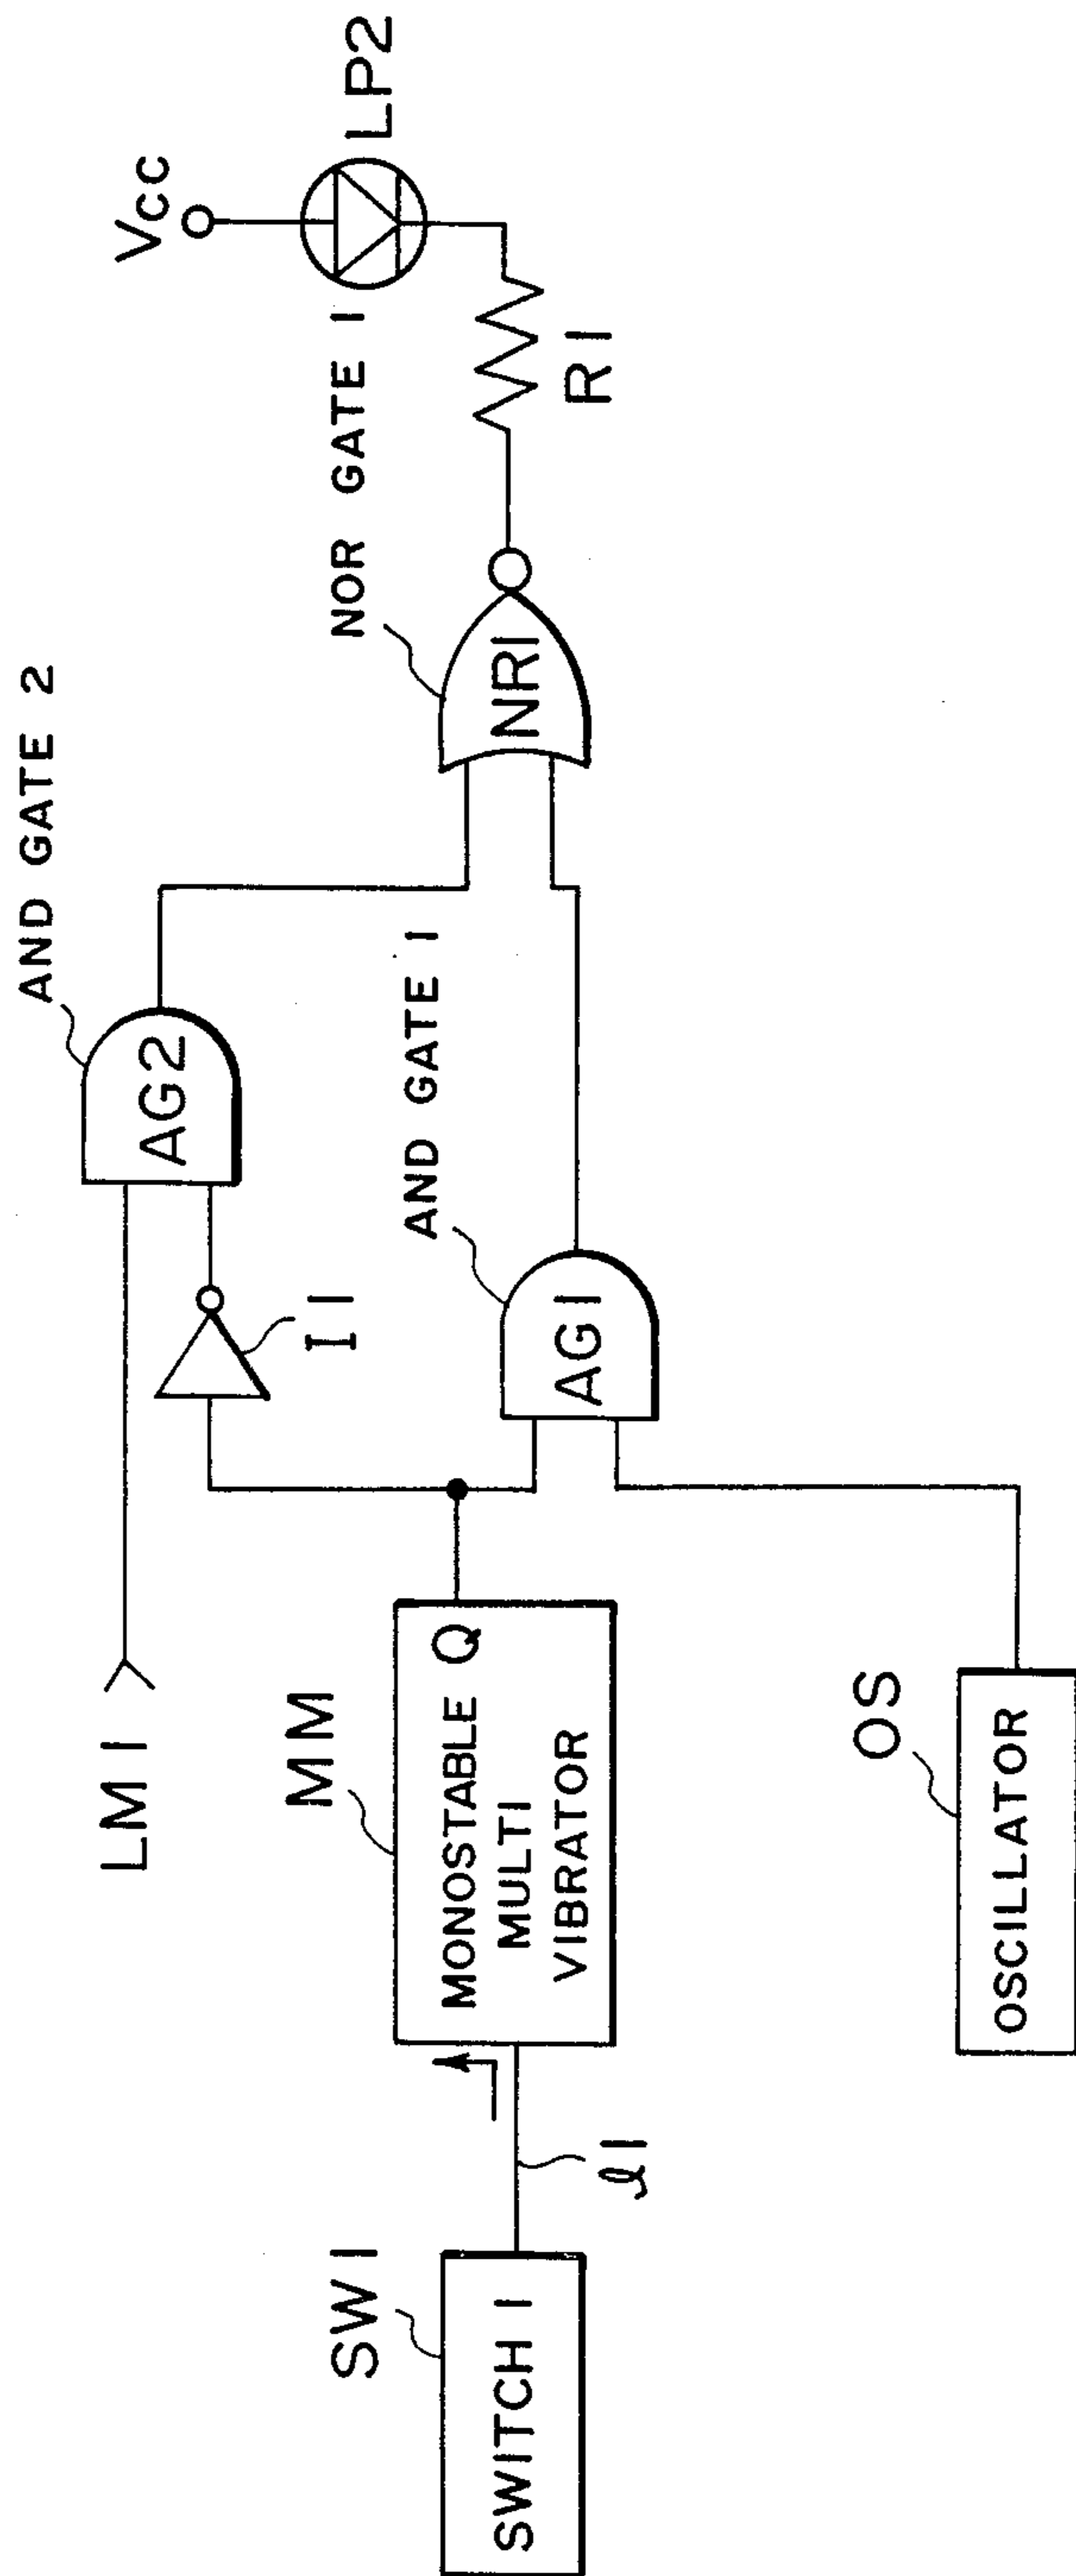 SW1
SWITCH 1
ℓ1
MM
MONOSTABLE Q
MULTI
VIBRATOR
OS
OSCILLATOR
LM1
I1
AND GATE 2
AG2
AND GATE 1
AG1
NOR GATE 1
NR1
R1
Vcc
LP2